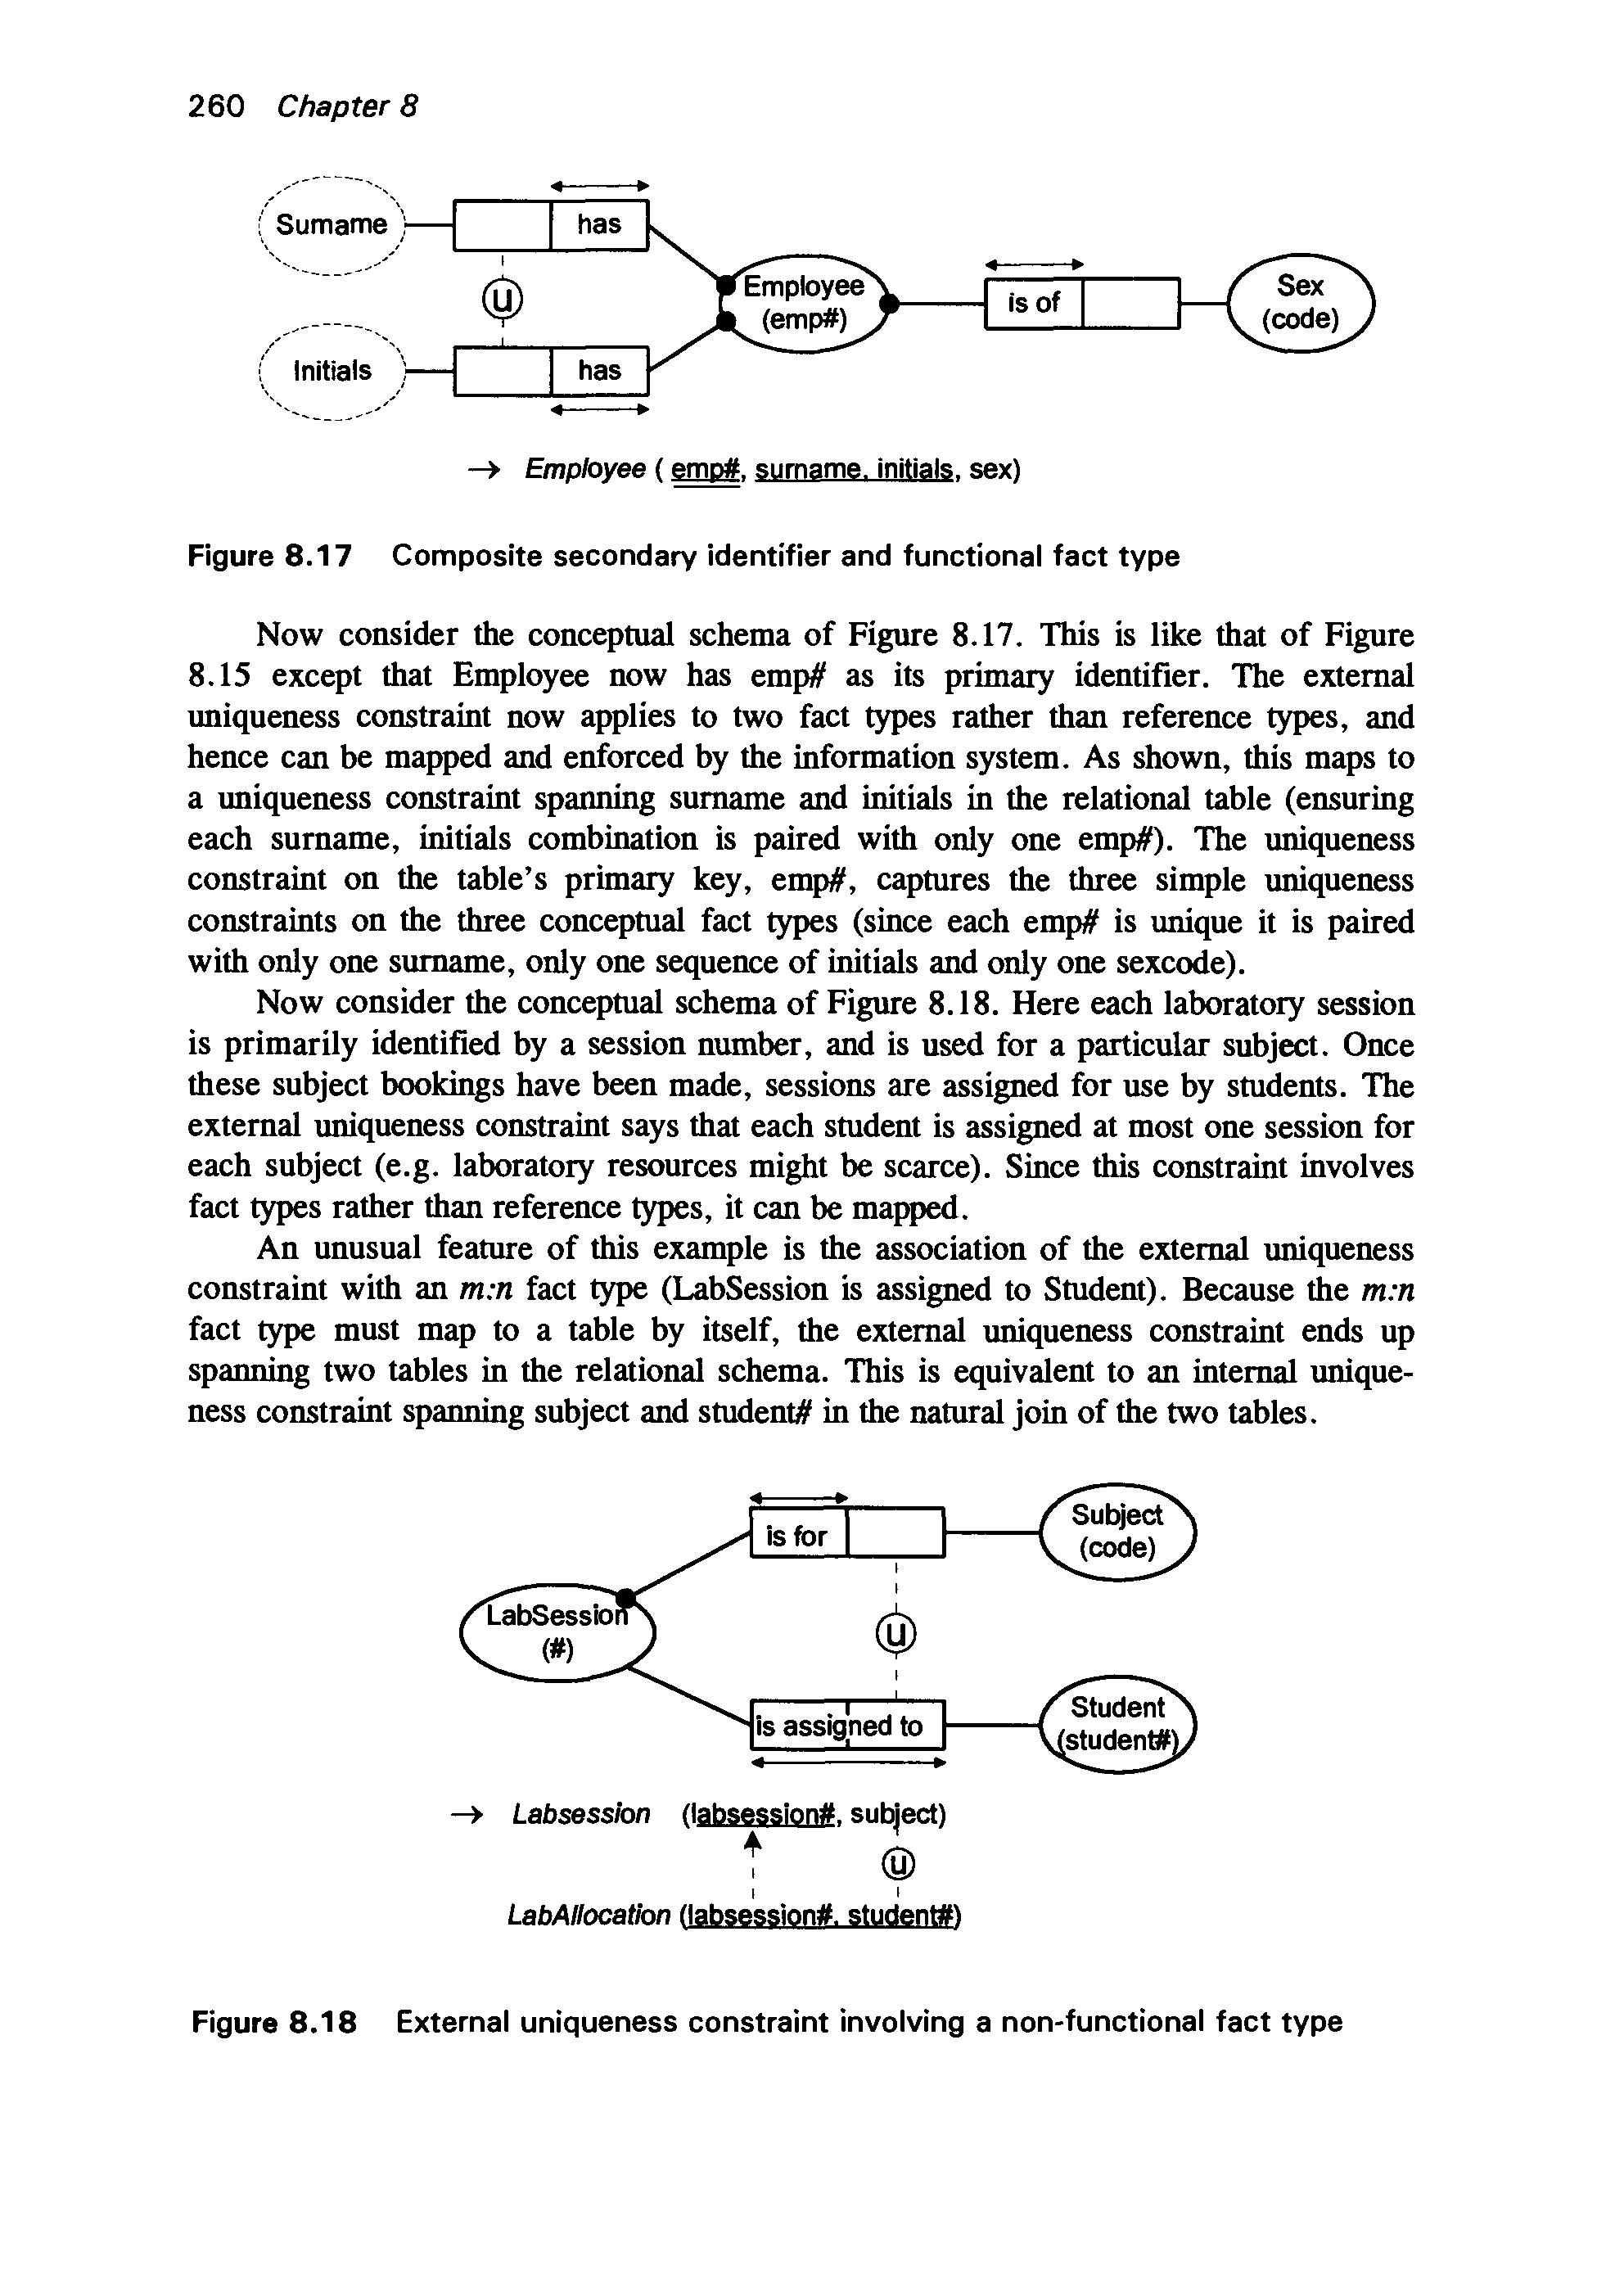 260 Chapter 8
Surname
has
U
Employee
(emp#)
is of
Sex
(code)
Initials
has
→ Employee ( emp#, surname, initials, sex)
Figure 8.17 Composite secondary identifier and functional fact type
Now consider the conceptual schema of Figure 8.17. This is like that of Figure
8.15 except that Employee now has emp# as its primary identifier. The external
uniqueness constraint now applies to two fact types rather than reference types, and
hence can be mapped and enforced by the information system. As shown, this maps to
a uniqueness constraint spanning surname and initials in the relational table (ensuring
each surname, initials combination is paired with only one emp#). The uniqueness
constraint on the table's primary key, emp#, captures the three simple uniqueness
constraints on the three conceptual fact types (since each emp# is unique it is paired
with only one surname, only one sequence of initials and only one sexcode).
Now consider the conceptual schema of Figure 8.18. Here each laboratory session
is primarily identified by a session number, and is used for a particular subject. Once
these subject bookings have been made, sessions are assigned for use by students. The
external uniqueness constraint says that each student is assigned at most one session for
each subject (e.g. laboratory resources might be scarce). Since this constraint involves
fact types rather than reference types, it can be mapped.
An unusual feature of this example is the association of the external uniqueness
constraint with an m:n fact type (LabSession is assigned to Student). Because the m:n
fact type must map to a table by itself, the external uniqueness constraint ends up
spanning two tables in the relational schema. This is equivalent to an internal unique-
ness constraint spanning subject and student# in the natural join of the two tables.
is for
Subject
(code)
LabSession
(#)
U
is assigned to
Student
(student#)
→ Labsession (labsession#, subject)
U
LabAllocation (labsession#, student#)
Figure 8.18 External uniqueness constraint involving a non-functional fact type